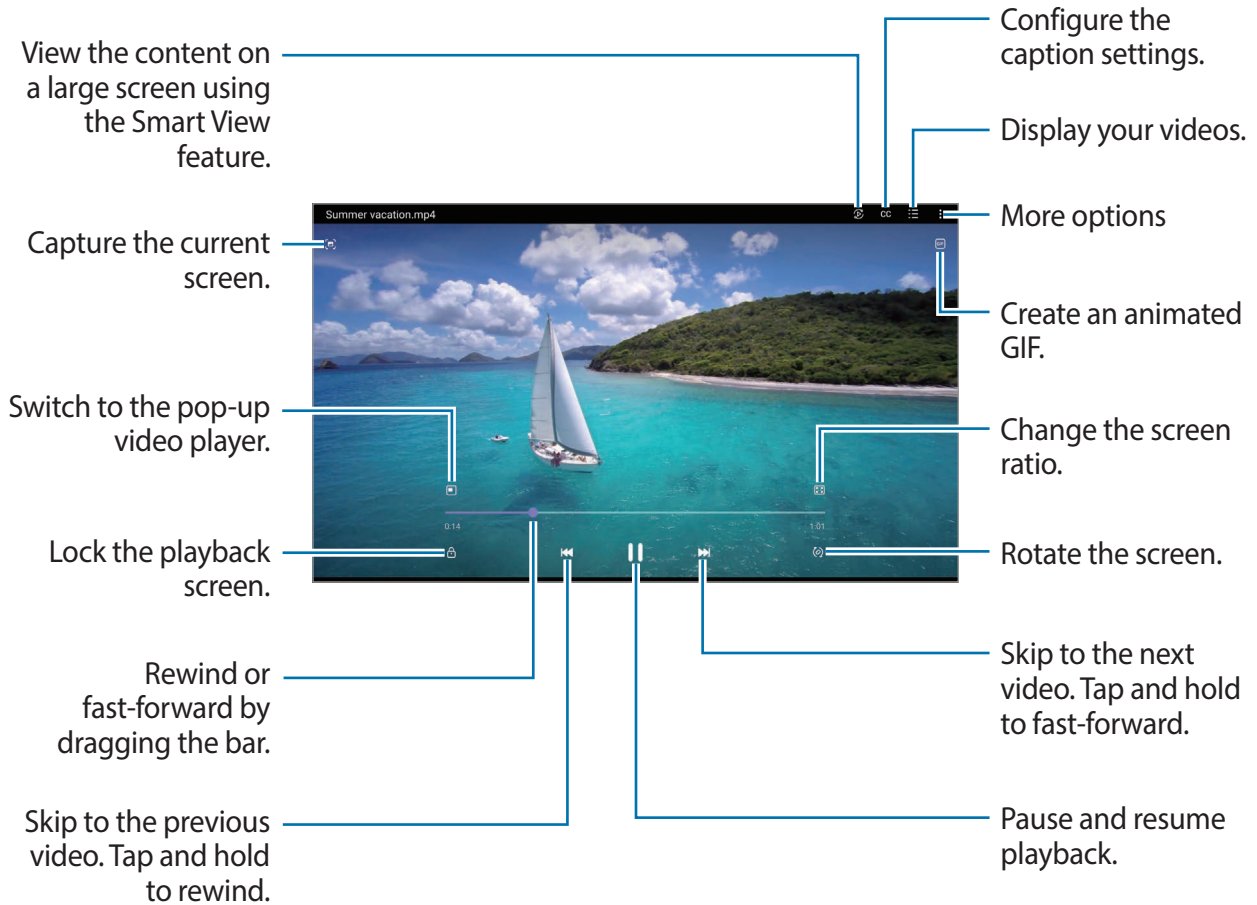 View the content on
a large screen using
the Smart View
feature.
Configure the
caption settings.
Display your videos.
Summer vacation.mp4
CC
More options
Capture the current
screen.
GIF
Create an animated
GIF.
Switch to the pop-up
video player.
Change the screen
ratio.
0:14
1:01
Lock the playback
screen.
Rotate the screen.
Rewind or
fast-forward by
dragging the bar.
Skip to the next
video. Tap and hold
to fast-forward.
Skip to the previous
video. Tap and hold
to rewind.
Pause and resume
playback.